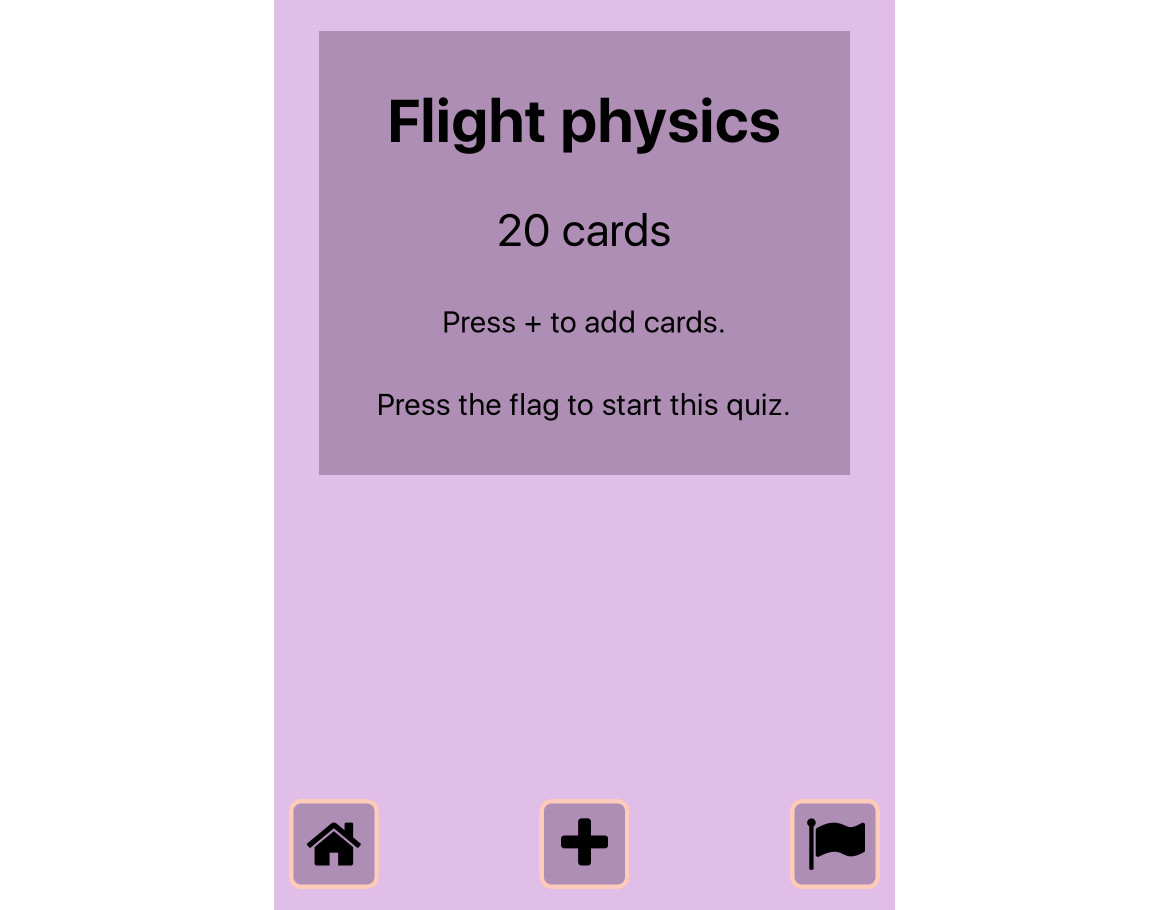 Flight physics
20 cards
Press + to add cards.
Press the flag to start this quiz.